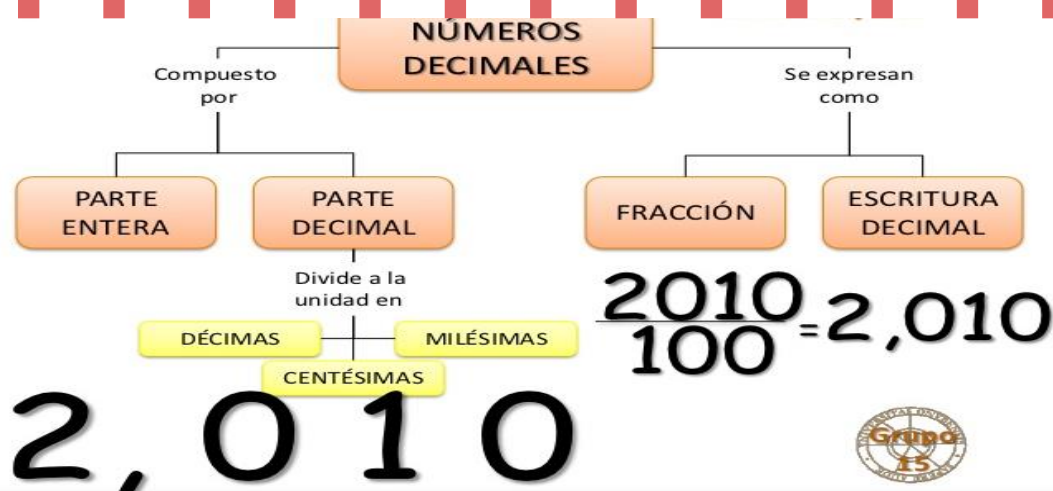 NÚMEROS
DECIMALES
Compuesto
por
Se expresan
como
PARTE
ENTERA
PARTE
DECIMAL
FRACCIÓN
ESCRITURA
DECIMAL
Divide a la
unidad en
DÉCIMAS
MILÉSIMAS
CENTÉSIMAS
2010
100
=2,010
2,010
Grupo
15